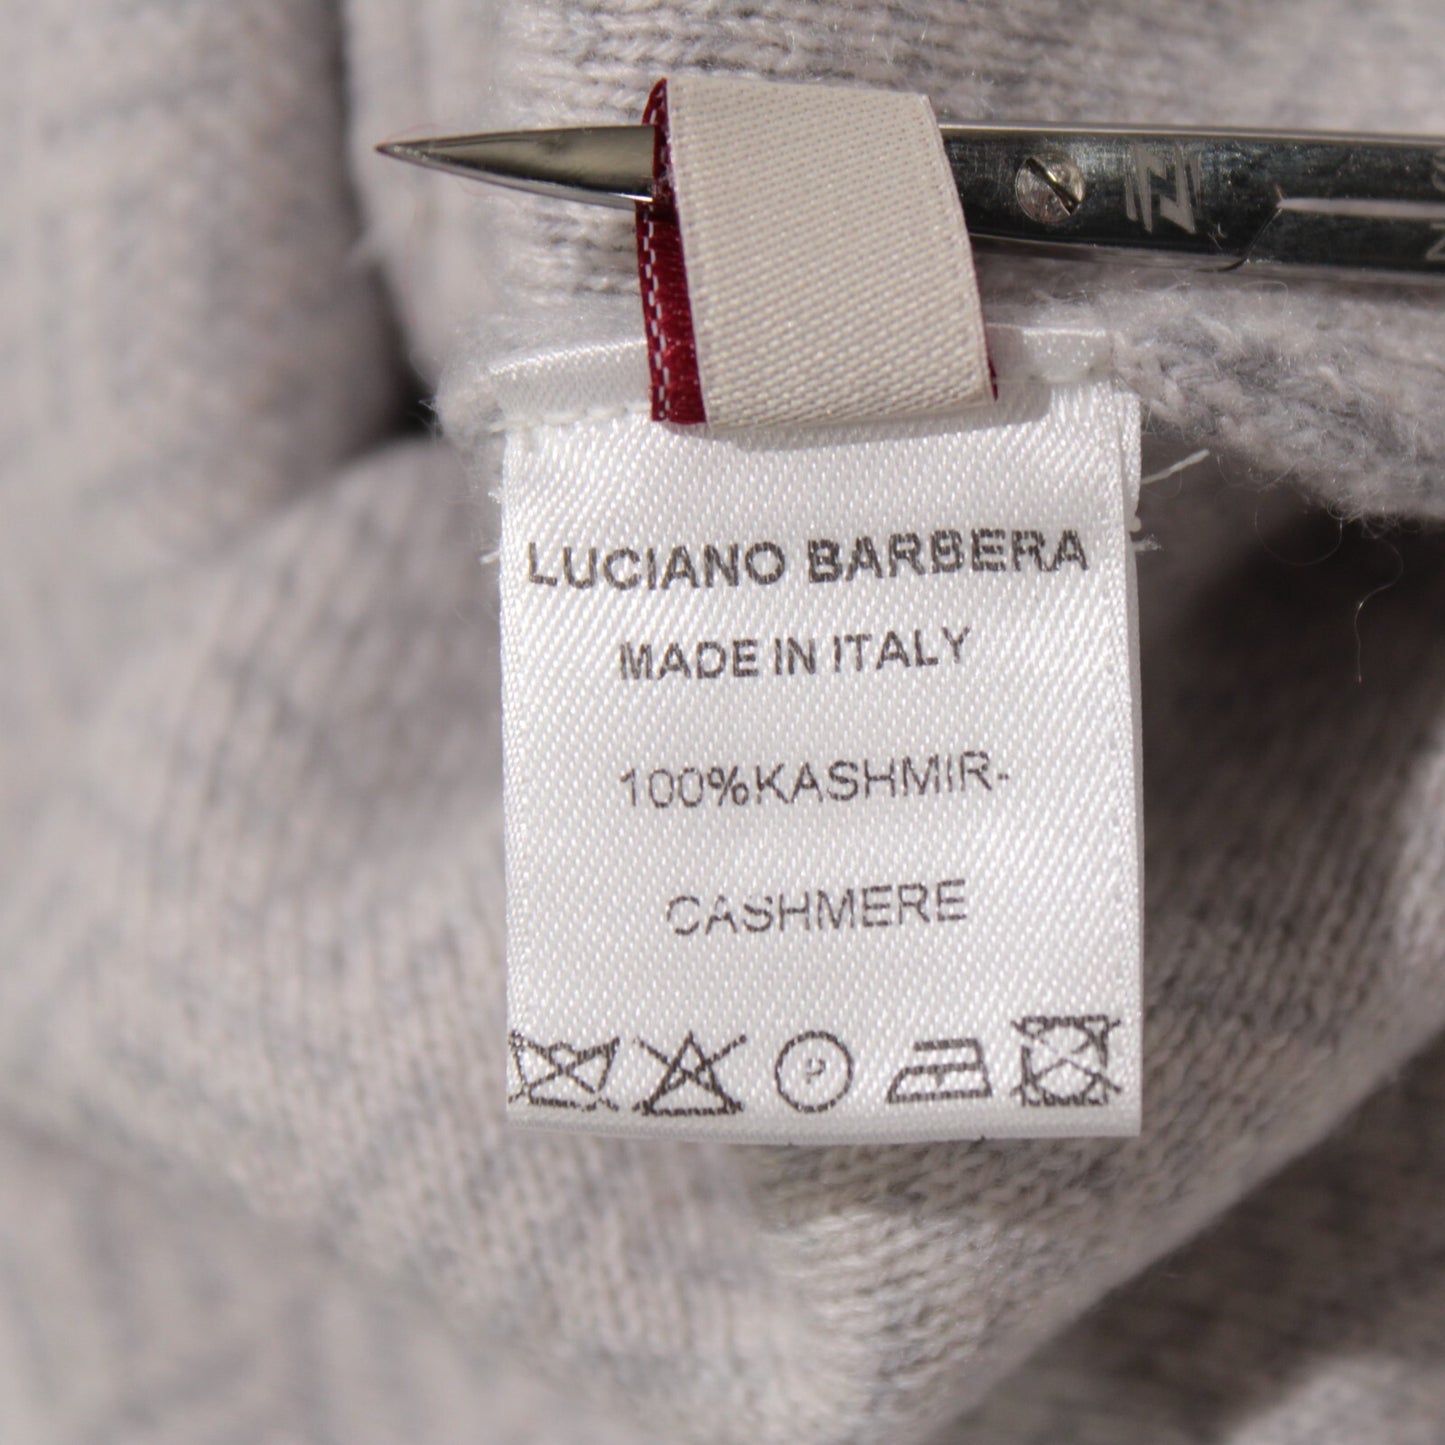 LUCIANO BARBERA
MADE IN ITALY
100%KASHMIR-
CASHMERE
P